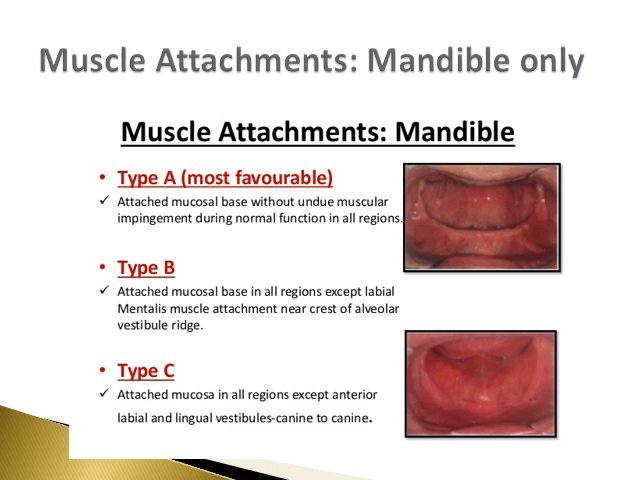 Muscle Attachments: Mandible only
Muscle Attachments: Mandible
• Type A (most favourable)
✓ Attached mucosal base without undue muscular
impingement during normal function in all regions.
• Type B
✓ Attached mucosal base in all regions except labial
Mentalis muscle attachment near crest of alveolar
vestibule ridge.
• Type C
✓ Attached mucosa in all regions except anterior
labial and lingual vestibules-canine to canine.